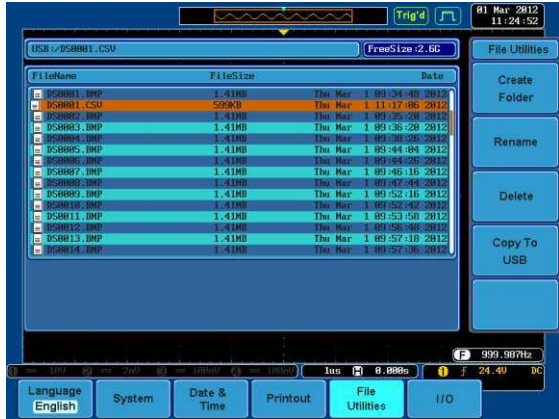 Trig'd
01 Mar 2012
11:24:52
USB:/DS0001.CSV
FreeSize:2.6G
File Utilities
FileName FileSize Date
DS0001.BMP 1.41MB Thu Mar 1 09:34:48 2012
DS0001.CSV 599KB Thu Mar 1 11:17:06 2012
DS0002.BMP 1.41MB Thu Mar 1 09:35:20 2012
DS0003.BMP 1.41MB Thu Mar 1 09:36:20 2012
DS0004.BMP 1.41MB Thu Mar 1 09:38:26 2012
DS0005.BMP 1.41MB Thu Mar 1 09:44:04 2012
DS0006.BMP 1.41MB Thu Mar 1 09:44:26 2012
DS0007.BMP 1.41MB Thu Mar 1 09:46:16 2012
DS0008.BMP 1.41MB Thu Mar 1 09:47:44 2012
DS0009.BMP 1.41MB Thu Mar 1 09:52:16 2012
DS0010.BMP 1.41MB Thu Mar 1 09:52:42 2012
DS0011.BMP 1.41MB Thu Mar 1 09:53:58 2012
DS0012.BMP 1.41MB Thu Mar 1 09:56:48 2012
DS0013.BMP 1.41MB Thu Mar 1 09:57:18 2012
DS0014.BMP 1.41MB Thu Mar 1 09:57:36 2012
Create
Folder
Rename
Delete
Copy To
USB
F 999.987Hz
1 10V 2 2mV 3 100mV 4 100mV 1us H 0.000s 1 24.4V DC
Language
English
System
Date &
Time
Printout
File
Utilities
I/O